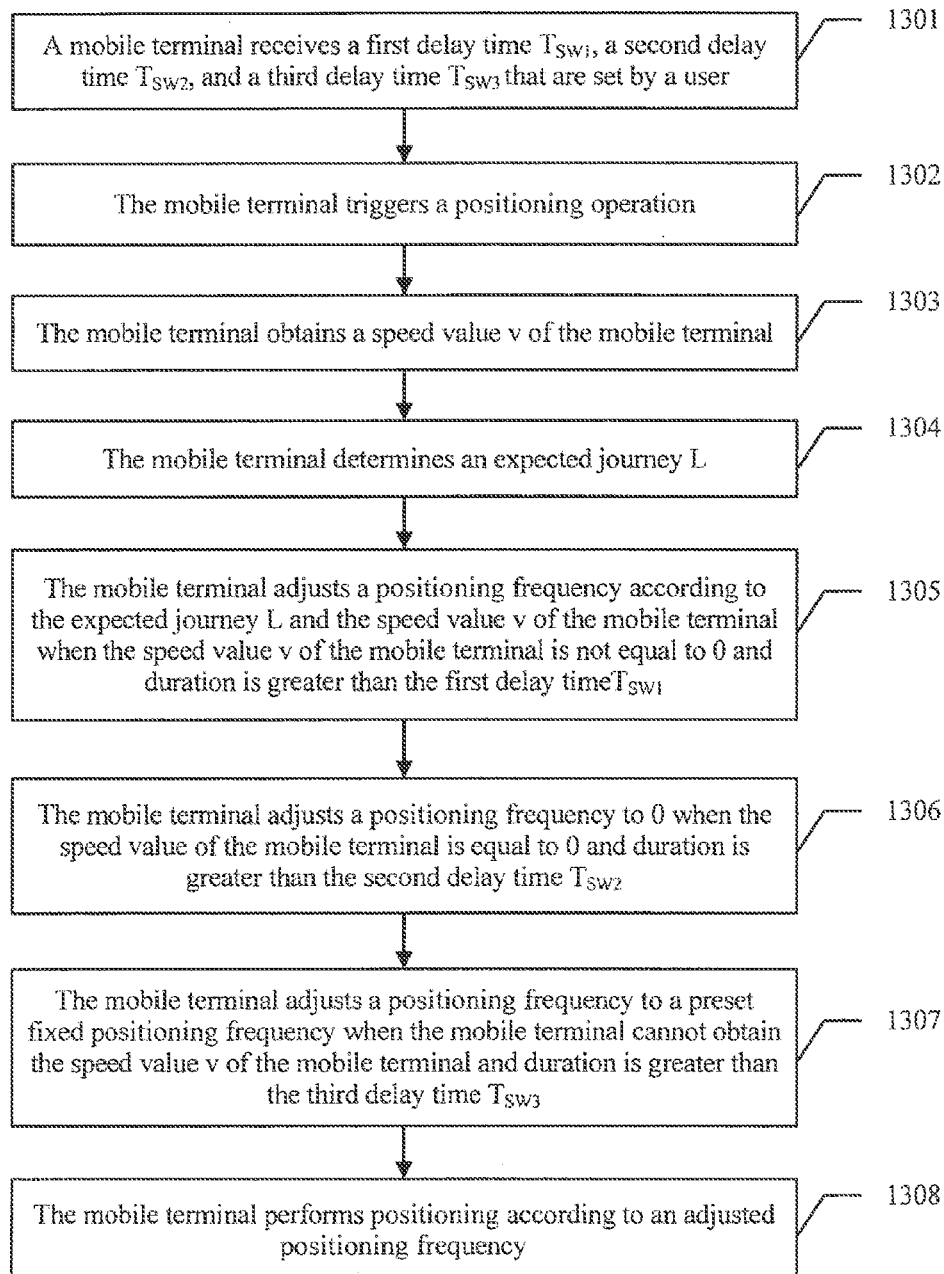 1301
A mobile terminal receives a first delay time T_SW1, a second delay
time T_SW2, and a third delay time T_SW3 that are set by a user
1302
The mobile terminal triggers a positioning operation
1303
The mobile terminal obtains a speed value v of the mobile terminal
1304
The mobile terminal determines an expected journey L
1305
The mobile terminal adjusts a positioning frequency according to
the expected journey L and the speed value v of the mobile terminal
when the speed value v of the mobile terminal is not equal to 0 and
duration is greater than the first delay timeT_SW1
1306
The mobile terminal adjusts a positioning frequency to 0 when the
speed value of the mobile terminal is equal to 0 and duration is
greater than the second delay time T_SW2
1307
The mobile terminal adjusts a positioning frequency to a preset
fixed positioning frequency when the mobile terminal cannot obtain
the speed value v of the mobile terminal and duration is greater than
the third delay time T_SW3
1308
The mobile terminal performs positioning according to an adjusted
positioning frequency